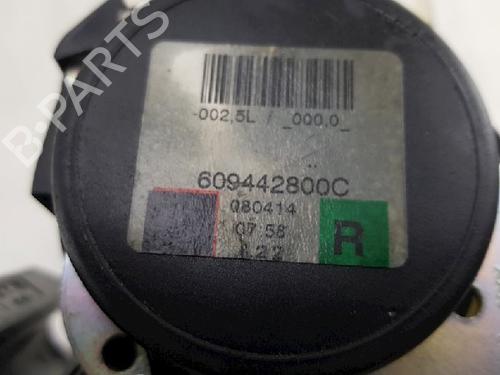 -002,5L / _000,0_
609442800C
080414
07 58
R
B-PARTS